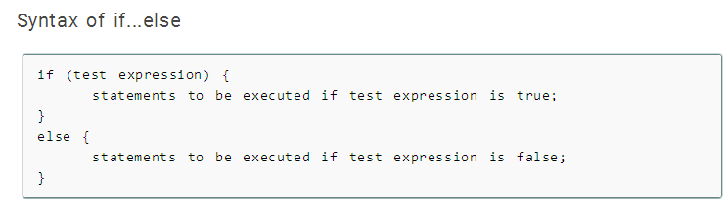 Syntax of if...else
if (test expression) {
statements to be executed if test expression is true;
}
else {
statements to be executed if test expression is false;
}